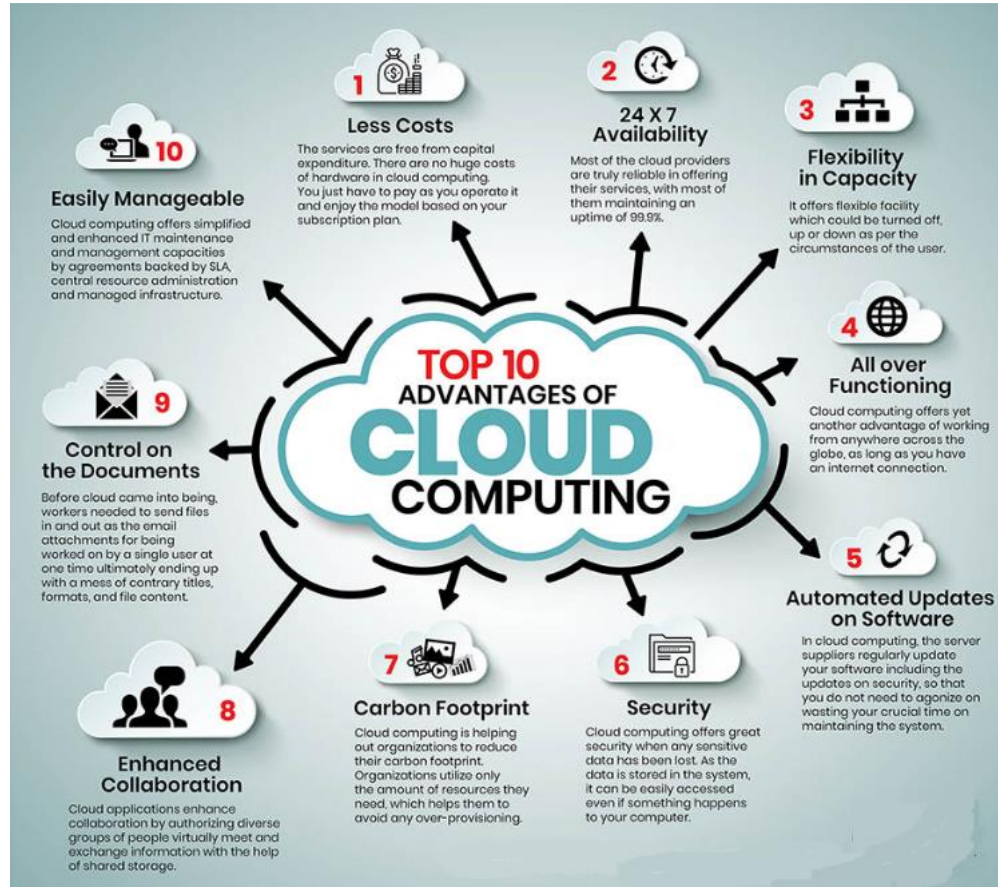 TOP 10
ADVANTAGES OF
CLOUD
COMPUTING
1
Less Costs
The services are free from capital
expenditure. There are no huge costs
of hardware in cloud computing.
You just have to pay as you operate it
and enjoy the model based on your
subscription plan.
2
24 X 7
Availability
Most of the cloud providers
are truly reliable in offering
their services, with most of
them maintaining an
uptime of 99.9%.
3
Flexibility
in Capacity
It offers flexible facility
which could be turned off,
up or down as per the
circumstances of the user.
4
All over
Functioning
Cloud computing offers yet
another advantage of working
from anywhere across the
globe, as long as you have
an internet connection.
5
Automated Updates
on Software
In cloud computing, the server
suppliers regularly update
your software including the
updates on security, so that
you do not need to agonize on
wasting your crucial time on
maintaining the system.
6
Security
Cloud computing offers great
security when any sensitive
data has been lost. As the
data is stored in the system,
it can be easily accessed
even if something happens
to your computer.
7
Carbon Footprint
Cloud computing is helping
out organizations to reduce
their carbon footprint.
Organizations utilize only
the amount of resources they
need, which helps them to
avoid any over-provisioning.
8
Enhanced
Collaboration
Cloud applications enhance
collaboration by authorizing diverse
groups of people virtually meet and
exchange information with the help
of shared storage.
9
Control on
the Documents
Before cloud came into being,
workers needed to send files
in and out as the email
attachments for being
worked on by a single user at
one time ultimately ending up
with a mess of contrary titles,
formats, and file content.
10
Easily Manageable
Cloud computing offers simplified
and enhanced IT maintenance
and management capacities
by agreements backed by SLA,
central resource administration
and managed infrastructure.